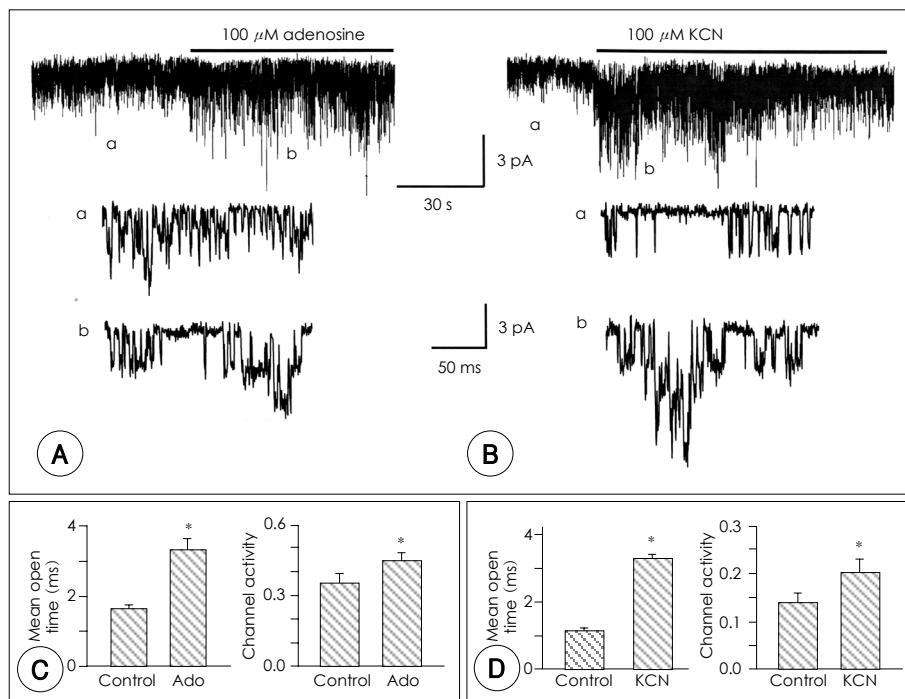 100 μM adenosine
a
b
3 pA
30 s
a
b
3 pA
50 ms
A
100 μM KCN
a
b
a
b
B
Mean open
time (ms)
4
2
0
*
Control Ado
Channel activity
0.6
0.3
0.0
*
Control Ado
C
Mean open
time (ms)
4
2
0
*
Control KCN
Channel activity
0.3
0.2
0.1
0.0
*
Control KCN
D